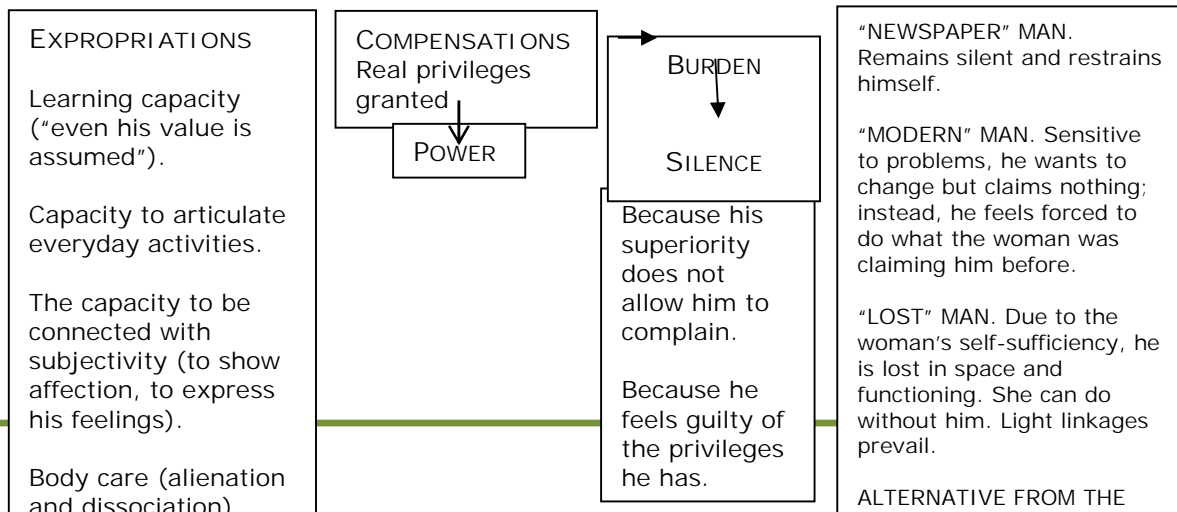 EXPROPRIATIONS
Learning capacity
("even his value is
assumed").
Capacity to articulate
everyday activities.
The capacity to be
connected with
subjectivity (to show
affection, to express
his feelings).
Body care (alienation
and dissociation)
COMPENSATIONS
Real privileges
granted
POWER
BURDEN
SILENCE
Because his
superiority
does not
allow him to
complain.
Because he
feels guilty of
the privileges
he has.
"NEWSPAPER" MAN.
Remains silent and restrains
himself.
"MODERN" MAN. Sensitive
to problems, he wants to
change but claims nothing;
instead, he feels forced to
do what the woman was
claiming him before.
"LOST" MAN. Due to the
woman's self-sufficiency, he
is lost in space and
functioning. She can do
without him. Light linkages
prevail.
ALTERNATIVE FROM THE